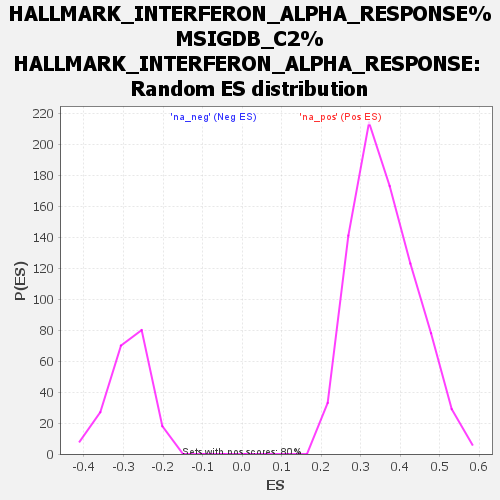 HALLMARK_INTERFERON_ALPHA_RESPONSE%
MSIGDB_C2%
HALLMARK_INTERFERON_ALPHA_RESPONSE:
Random ES distribution
'na_neg' (Neg ES) 'na_pos' (Pos ES)
220
200
180
160
140
120
100
80
60
40
20
0
P(ES)
Sets with pos scores: 80%
-0.4 -0.3 -0.2 -0.1 0.0 0.1 0.2 0.3 0.4 0.5 0.6
ES